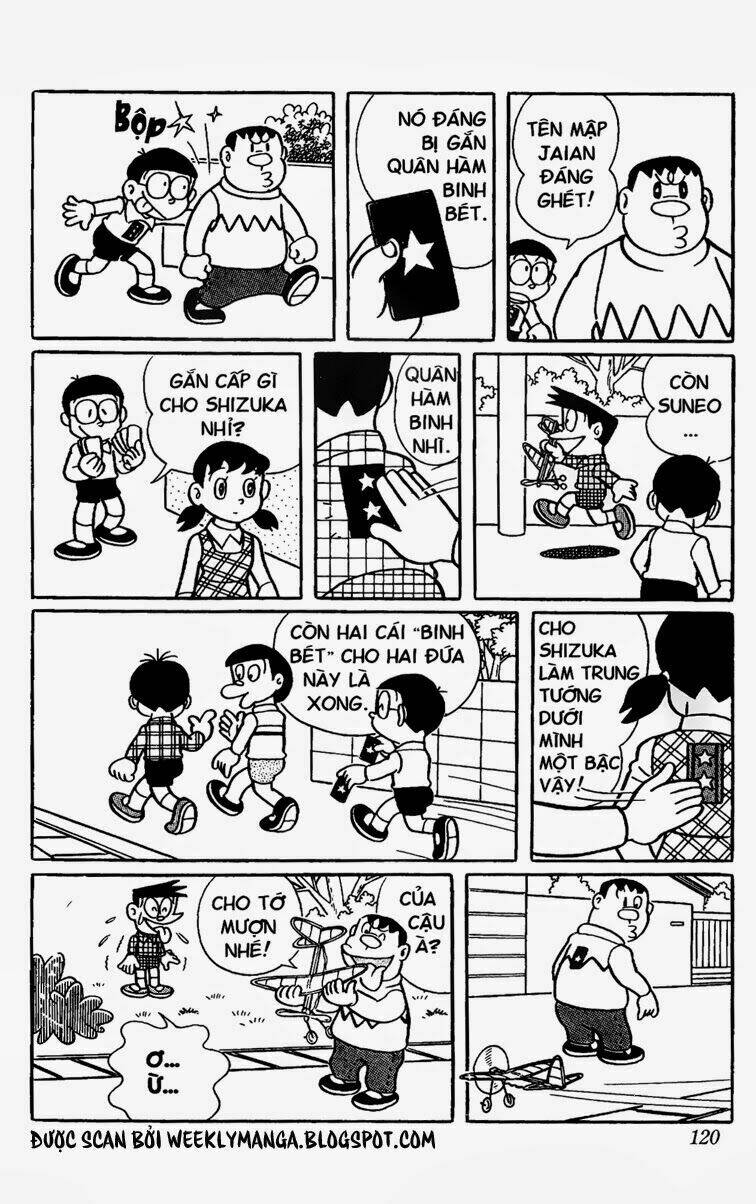 TÊN MẬP
JAIAN
ĐÁNG
GHÉT!
NÓ ĐÁNG
BỊ GẮN
QUÂN HÀM
BINH
BÉT.
BỘP
CÒN
SUNEO
...
QUÂN
HÀM
BINH
NHÌ.
GẮN CẤP GÌ
CHO SHIZUKA
NHỈ?
CHO
SHIZUKA
LÀM TRUNG
TƯỚNG
DƯỚI
MÌNH
MỘT BẬC
VẬY!
CÒN HAI CÁI “BINH
BÉT” CHO HAI ĐỨA
NÀY LÀ
XONG.
CỦA
CẬU
À?
CHO TỚ
MƯỢN
NHÉ!
Ơ...
Ừ...
ĐƯỢC SCAN BỞI WEEKLYMANGA.BLOGSPOT.COM
120